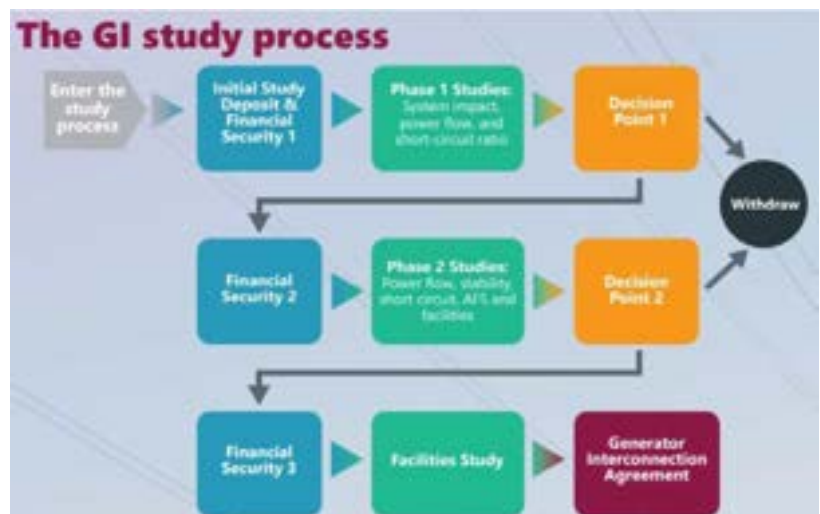 The GI study process
Enter the
study
process
Initial Study
Deposit &
Financial
Security 1
Phase 1 Studies:
System impact,
power flow, and
short-circuit ratio
Decision
Point 1
Withdraw
Financial
Security 2
Phase 2 Studies:
Power flow, stability,
short circuit, AFS and
facilities
Decision
Point 2
Financial
Security 3
Facilities Study
Generator
Interconnection
Agreement